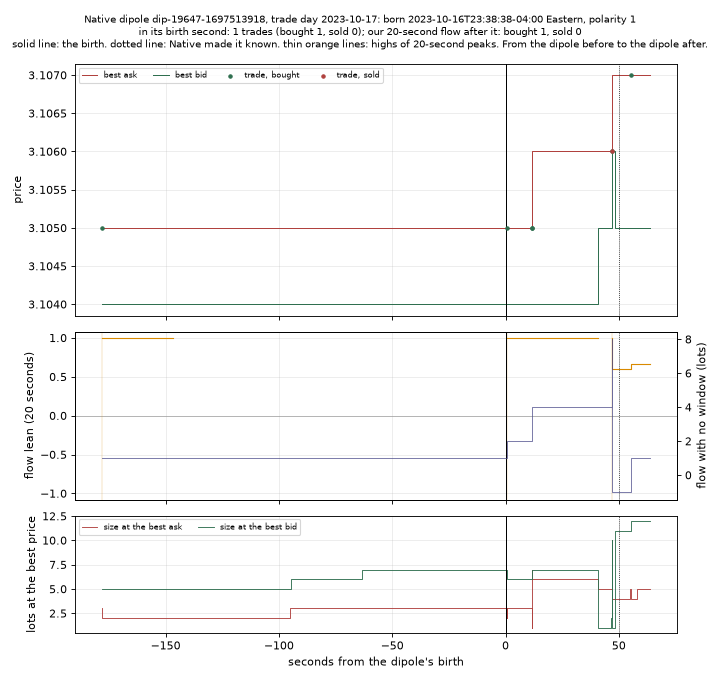 Native dipole dip-19647-1697513918, trade day 2023-10-17: born 2023-10-16T23:38:38-04:00 Eastern, polarity 1
in its birth second: 1 trades (bought 1, sold 0); our 20-second flow after it: bought 1, sold 0
solid line: the birth. dotted line: Native made it known. thin orange lines: highs of 20-second peaks. From the dipole before to the dipole after.
best ask best bid trade, bought trade, sold
3.1070
3.1065
3.1060
3.1055
3.1050
3.1045
3.1040
price
1.0
0.5
0.0
−0.5
−1.0
flow lean (20 seconds)
8
6
4
2
0
flow with no window (lots)
size at the best ask size at the best bid
12.5
10.0
7.5
5.0
2.5
lots at the best price
−150 −100 −50 0 50
seconds from the dipole's birth